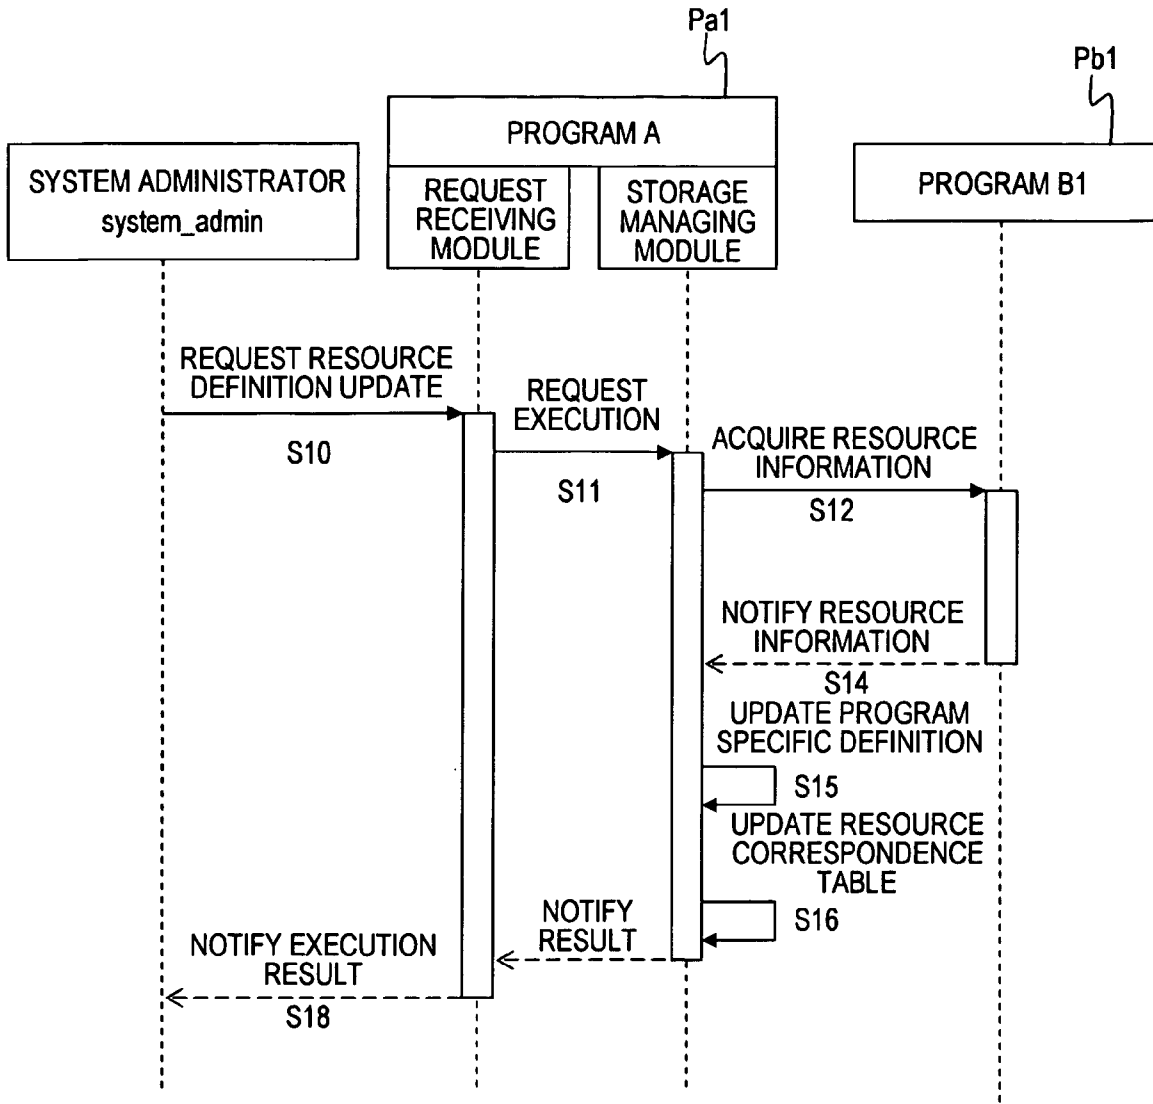 Pa1
Pb1
PROGRAM A
SYSTEM ADMINISTRATOR
system_admin
REQUEST
RECEIVING
MODULE
STORAGE
MANAGING
MODULE
PROGRAM B1
REQUEST RESOURCE
DEFINITION UPDATE
S10
REQUEST
EXECUTION
S11
ACQUIRE RESOURCE
INFORMATION
S12
NOTIFY RESOURCE
INFORMATION
S14
UPDATE PROGRAM
SPECIFIC DEFINITION
S15
UPDATE RESOURCE
CORRESPONDENCE
TABLE
S16
NOTIFY
RESULT
NOTIFY EXECUTION
RESULT
S18